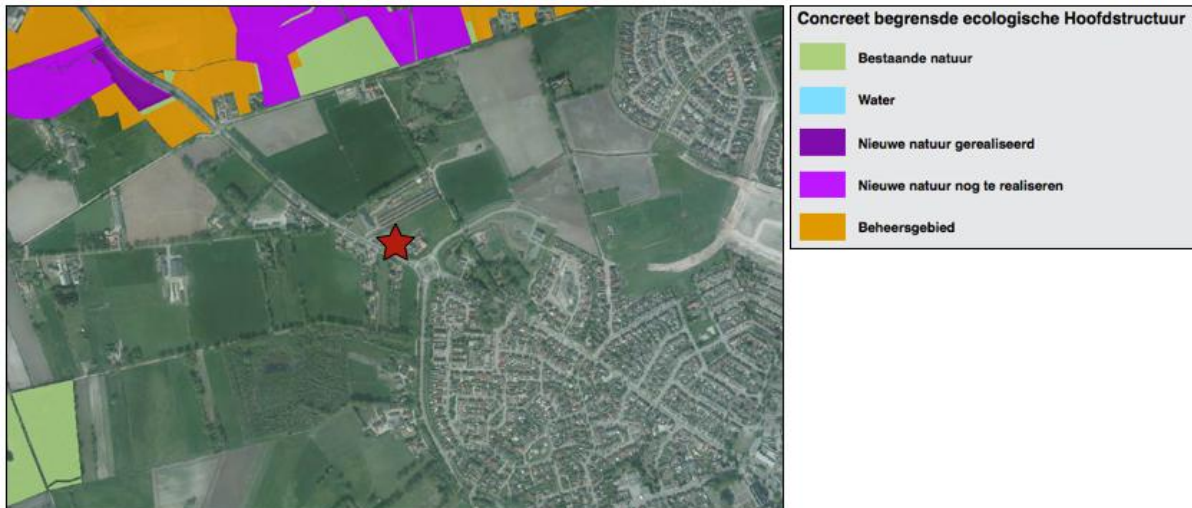 Concreet begrensde ecologische Hoofdstructuur
Bestaande natuur
Water
Nieuwe natuur gerealiseerd
Nieuwe natuur nog te realiseren
Beheersgebied